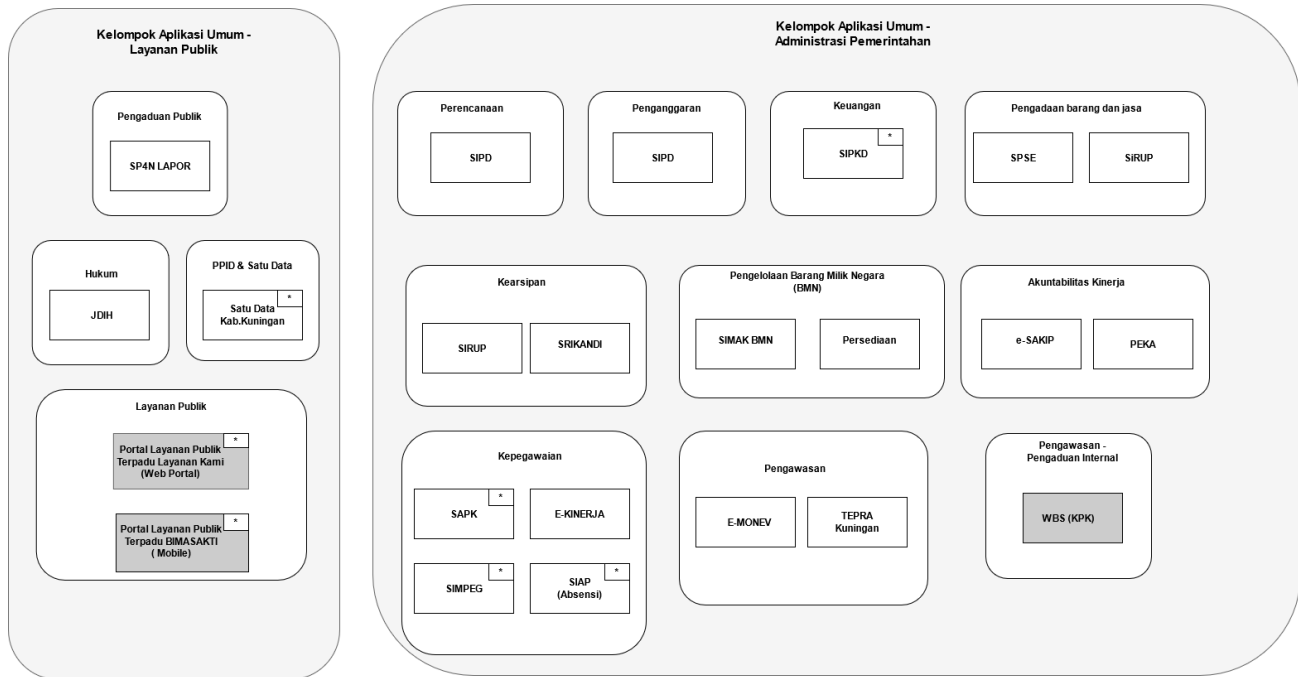 Kelompok Aplikasi Umum -
Layanan Publik
Pengaduan Publik
SP4N LAPOR
Hukum
JDIH
PPID & Satu Data
*
Satu Data
Kab.Kuningan
Layanan Publik
*
Portal Layanan Publik
Terpadu Layanan Kami
(Web Portal)
*
Portal Layanan Publik
Terpadu BIMASAKTI
( Mobile)
Kelompok Aplikasi Umum -
Administrasi Pemerintahan
Perencanaan
SIPD
Penganggaran
SIPD
Keuangan
*
SIPKD
Pengadaan barang dan jasa
SPSE
SiRUP
Kearsipan
SIRUP
SRIKANDI
Pengelolaan Barang Milik Negara
(BMN)
SIMAK BMN
Persediaan
Akuntabilitas Kinerja
e-SAKIP
PEKA
Kepegawaian
*
SAPK
E-KINERJA
*
SIMPEG
*
SIAP
(Absensi)
Pengawasan
E-MONEV
TEPRA
Kuningan
Pengawasan -
Pengaduan Internal
WBS (KPK)